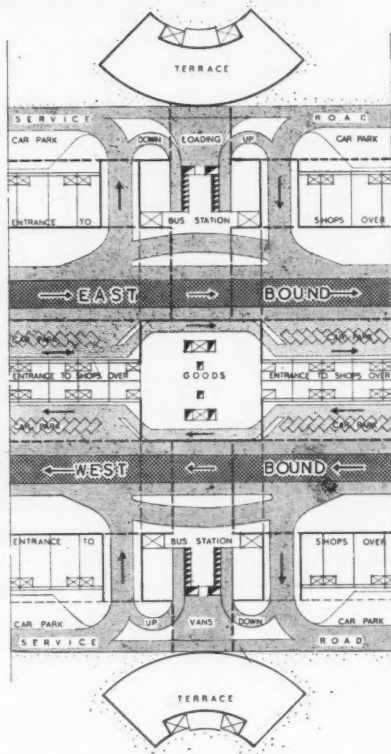 TERRACE
SERVICE ROAD
CAR PARK DOWN LOADING UP CAR PARK
ENTRANCE TO BUS STATION SHOPS OVER
EAST BOUND
CAR PARK CAR PARK
ENTRANCE TO SHOPS OVER GOODS ENTRANCE TO SHOPS OVER
CAR PARK CAR PARK
WEST BOUND
ENTRANCE TO BUS STATION SHOPS OVER
CAR PARK UP VANS DOWN CAR PARK
SERVICE ROAD
TERRACE